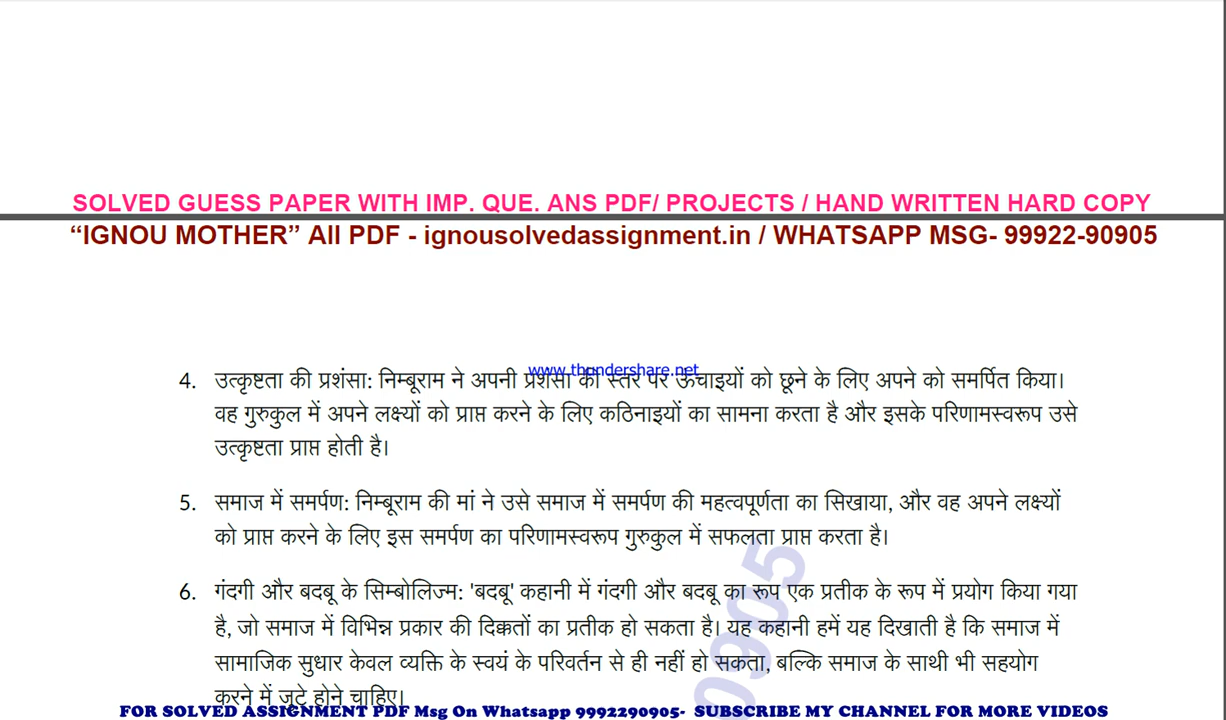 SOLVED GUESS PAPER WITH IMP. QUE. ANS PDF/ PROJECTS / HAND WRITTEN HARD COPY
“IGNOU MOTHER” All PDF - ignousolvedassignment.in / WHATSAPP MSG- 99922-90905
www.thundershare.net
4. उत्कृष्टता की प्रशंसा: निम्बूराम ने अपनी प्रशंसा की स्तर पर ऊंचाइयों को छूने के लिए अपने को समर्पित किया।
वह गुरुकुल में अपने लक्ष्यों को प्राप्त करने के लिए कठिनाइयों का सामना करता है और इसके परिणामस्वरूप उसे
उत्कृष्टता प्राप्त होती है।
5. समाज में समर्पण: निम्बूराम की मां ने उसे समाज में समर्पण की महत्वपूर्णता का सिखाया, और वह अपने लक्ष्यों
को प्राप्त करने के लिए इस समर्पण का परिणामस्वरूप गुरुकुल में सफलता प्राप्त करता है।
6. गंदगी और बदबू के सिम्बोलिज्म: 'बदबू' कहानी में गंदगी और बदबू का रूप एक प्रतीक के रूप में प्रयोग किया गया
है, जो समाज में विभिन्न प्रकार की दिक्कतों का प्रतीक हो सकता है। यह कहानी हमें यह दिखाती है कि समाज में
सामाजिक सुधार केवल व्यक्ति के स्वयं के परिवर्तन से ही नहीं हो सकता, बल्कि समाज के साथी भी सहयोग
करने में जुटे होने चाहिए।
0905
FOR SOLVED ASSIGNMENT PDF Msg On Whatsapp 9992290905- SUBSCRIBE MY CHANNEL FOR MORE VIDEOS